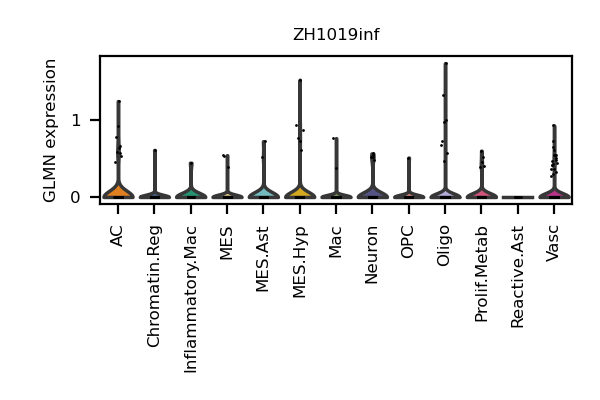 ZH1019inf
GLMN expression
1
0
AC
Chromatin.Reg
Inflammatory.Mac
MES
MES.Ast
MES.Hyp
Mac
Neuron
OPC
Oligo
Prolif.Metab
Reactive.Ast
Vasc